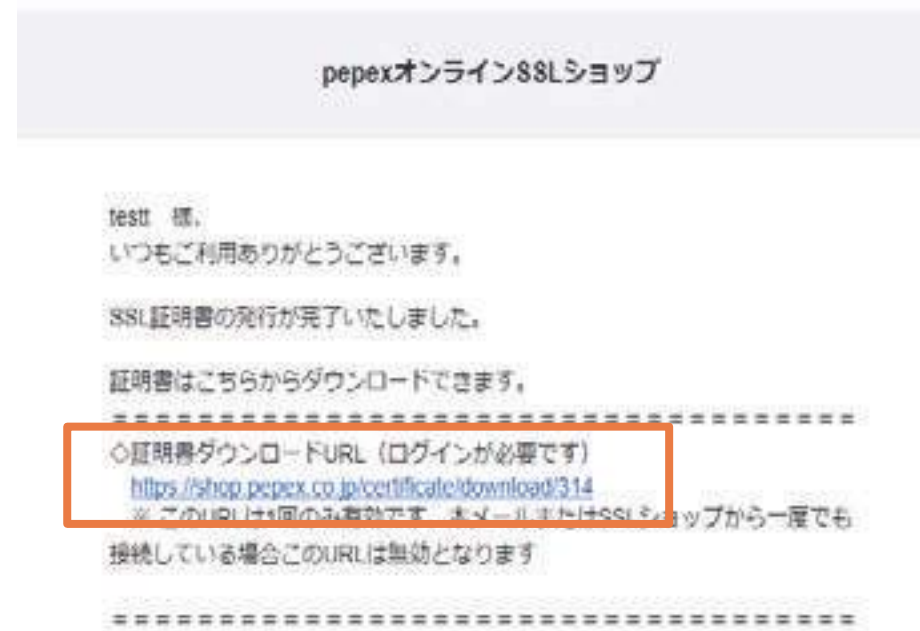 pepexオンラインSSLショップ
testt 様,
いつもご利用ありがとうございます。
SSL証明書の発行が完了いたしました。
証明書はこちらからダウンロードできます。
===================================
◇証明書ダウンロードURL（ログインが必要です）
https://shop.pepex.co.jp/certificate/download/314
※ このURLは1回のみ有効です。本メールまたはSSLショップから一度でも
接続している場合このURLは無効となります
===================================